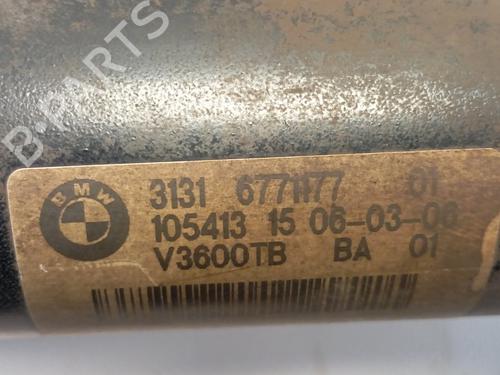 B-PARTS
BMW
3131 6771177 01
105413 15 06-03-06
V3600TB BA 01